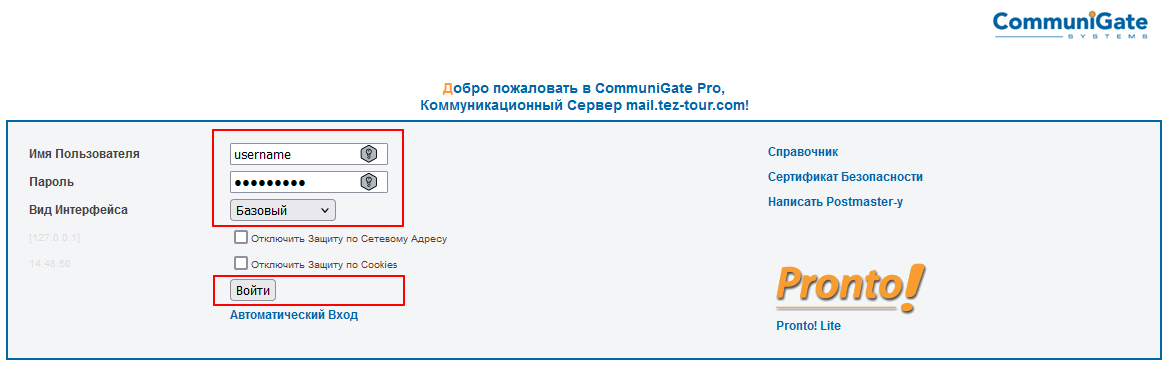 CommuniGate
SYSTEMS
Добро пожаловать в CommuniGate Pro,
Коммуникационный Сервер mail.tez-tour.com!
Имя Пользователя
username
Пароль
●●●●●●●●●
Вид Интерфейса
Базовый
[127.0.0.1]
Отключить Защиту по Сетевому Адресу
14:48:50
Отключить Защиту по Cookies
Войти
Автоматический Вход
Справочник
Сертификат Безопасности
Написать Postmaster-у
Pronto!
Pronto! Lite